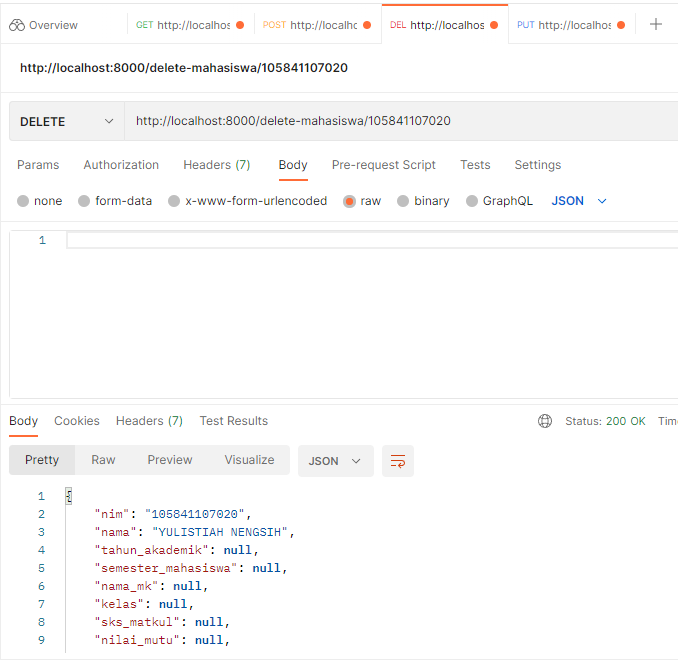 Overview GET http://localhos POST http://localhc DEL http://localhos PUT http://localhos
http://localhost:8000/delete-mahasiswa/105841107020
DELETE http://localhost:8000/delete-mahasiswa/105841107020
Params Authorization Headers (7) Body Pre-request Script Tests Settings
none form-data x-www-form-urlencoded raw binary GraphQL JSON
1
Body Cookies Headers (7) Test Results Status: 200 OK Tim
Pretty Raw Preview Visualize JSON
1 {
2 "nim": "105841107020",
3 "nama": "YULISTIAH NENGSIH",
4 "tahun_akademik": null,
5 "semester_mahasiswa": null,
6 "nama_mk": null,
7 "kelas": null,
8 "sks_matkul": null,
9 "nilai_mutu": null,